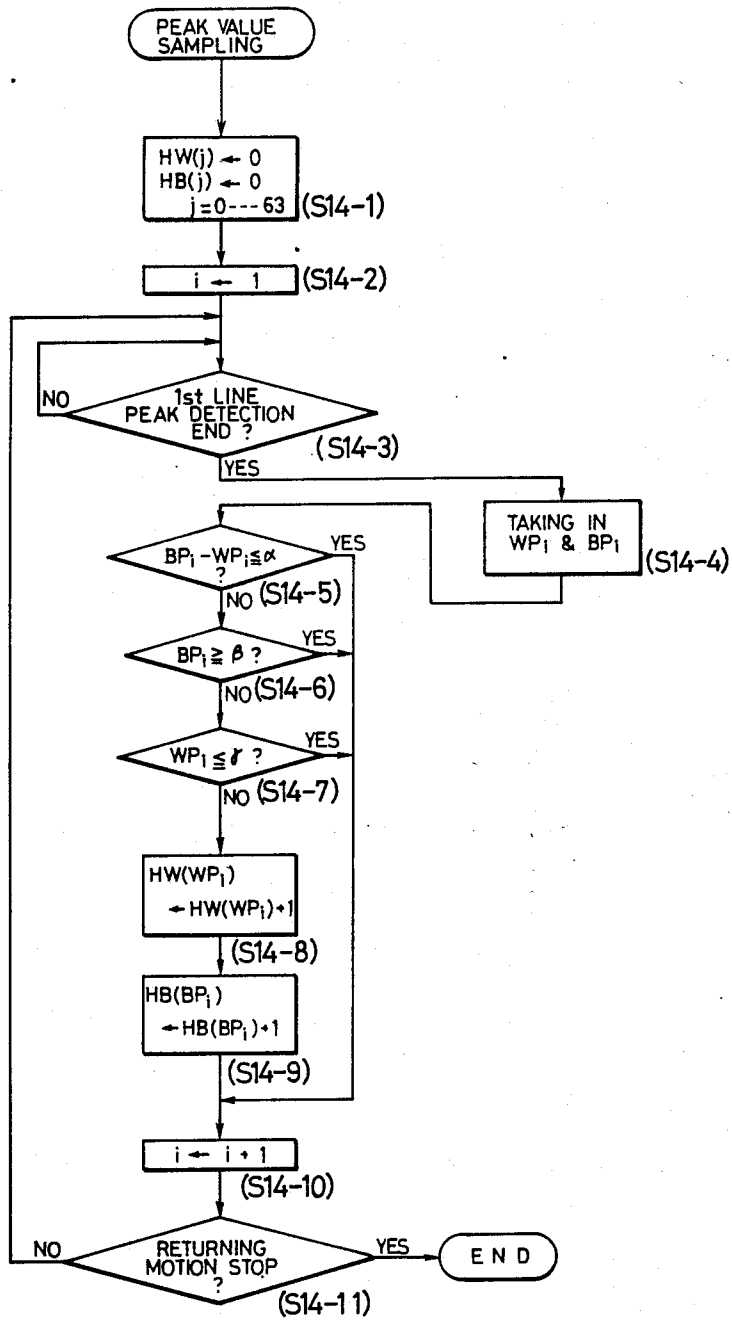 PEAK VALUE
SAMPLING
HW(j) ← 0
HB(j) ← 0
j=0---63
(S14-1)
i ← 1
(S14-2)
1st LINE
PEAK DETECTION
END ?
(S14-3)
NO
YES
TAKING IN
WPi & BPi
(S14-4)
BPi-WPi≦α
?
YES
NO
(S14-5)
BPi≧ β ?
YES
NO
(S14-6)
WPi≦ γ ?
YES
NO
(S14-7)
HW(WPi)
←HW(WPi)+1
(S14-8)
HB(BPi)
←HB(BPi)+1
(S14-9)
i ← i + 1
(S14-10)
RETURNING
MOTION STOP
?
NO
YES
END
(S14-11)